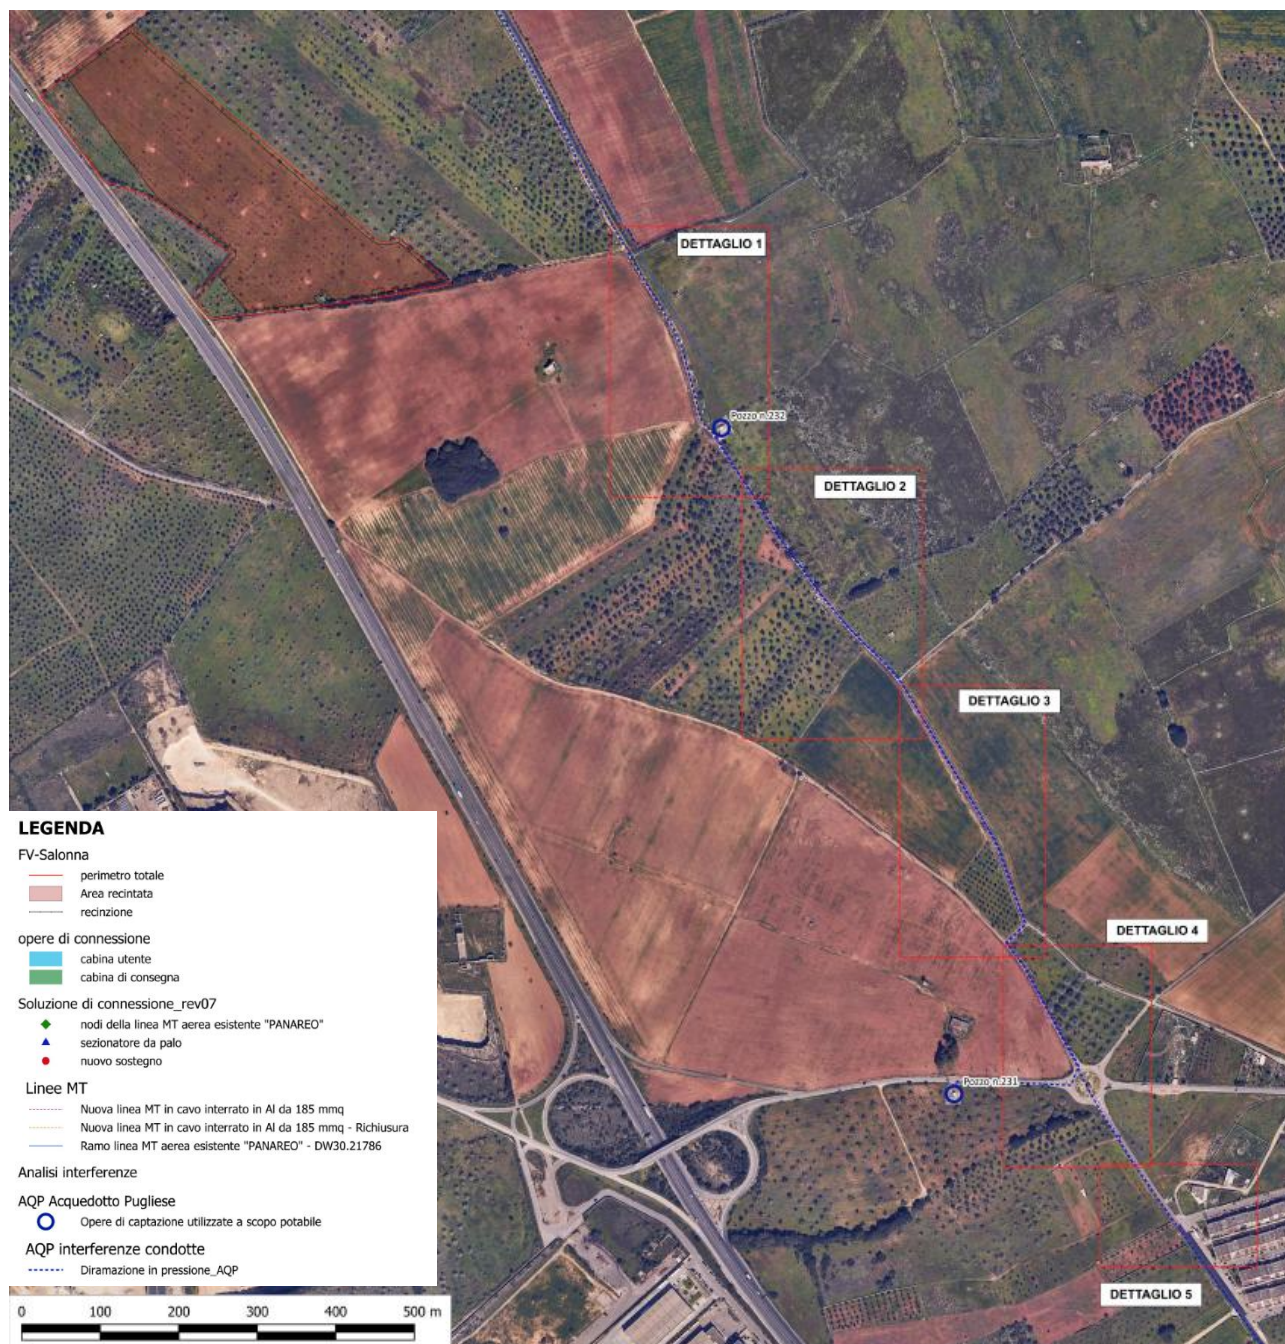 DETTAGLIO 1
Pozzo n.232
DETTAGLIO 2
DETTAGLIO 3
DETTAGLIO 4
Pozzo n.231
DETTAGLIO 5
LEGENDA
FV-Salonna
perimetro totale
Area recintata
recinzione
opere di connessione
cabina utente
cabina di consegna
Soluzione di connessione_rev07
nodi della linea MT aerea esistente "PANAREO"
sezionatore da palo
nuovo sostegno
Linee MT
Nuova linea MT in cavo interrato in Al da 185 mmq
Nuova linea MT in cavo interrato in Al da 185 mmq - Richiusura
Ramo linea MT aerea esistente "PANAREO" - DW30.21786
Analisi interferenze
AQP Acquedotto Pugliese
Opere di captazione utilizzate a scopo potabile
AQP interferenze condotte
Diramazione in pressione_AQP
0 100 200 300 400 500 m